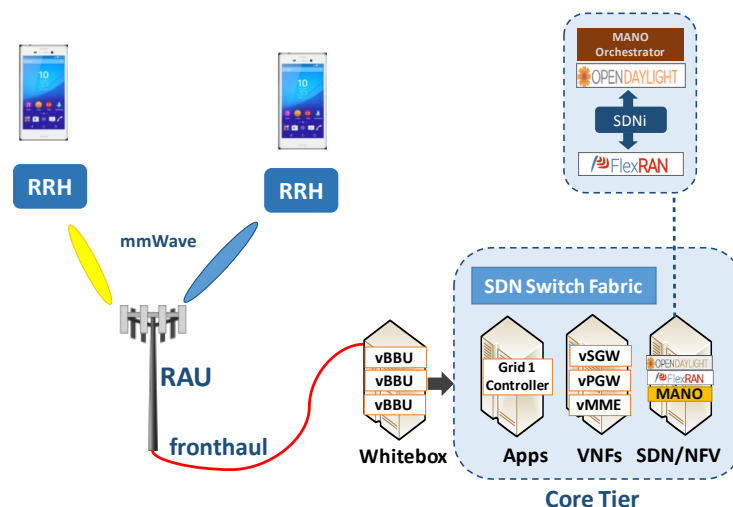 MANO
Orchestrator
OPENDAYLIGHT
SDNi
FlexRAN
RRH
RRH
mmWave
RAU
fronthaul
SDN Switch Fabric
vBBU
vBBU
vBBU
Whitebox
Grid 1
Controller
Apps
vSGW
vPGW
vMME
VNFs
OPENDAYLIGHT
FlexRAN
MANO
SDN/NFV
Core Tier